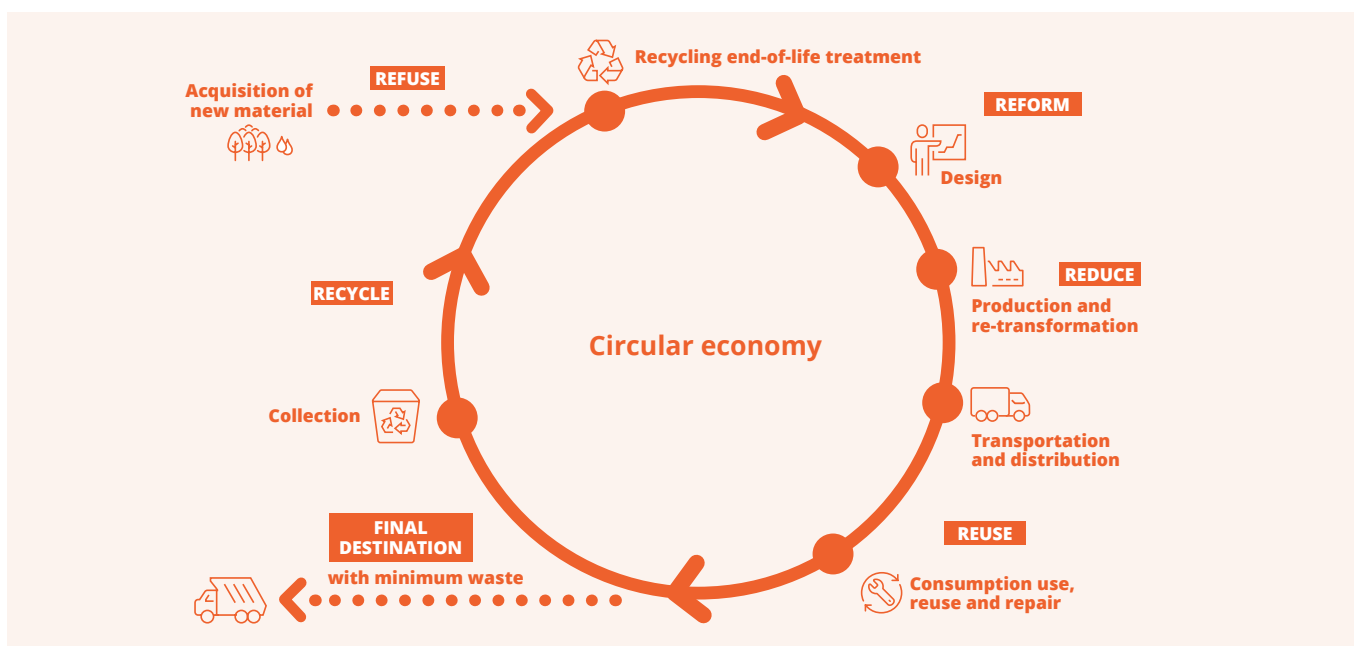 Recycling end-of-life treatment
REFUSE
Acquisition of
new material
REFORM
Design
REDUCE
Production and
re-transformation
RECYCLE
Circular economy
Collection
Transportation
and distribution
FINAL
DESTINATION
with minimum waste
REUSE
Consumption use,
reuse and repair